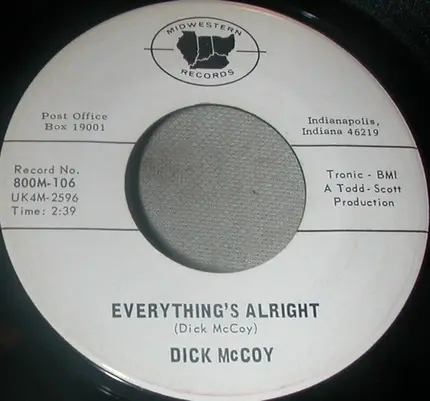 MIDWESTERN
RECORDS
Post Office
Box 19001
Indianapolis,
Indiana 46219
Record No.
800M-106
UK4M-2596
Time: 2:39
Tronic - BMI
A Todd-Scott
Production
EVERYTHING'S ALRIGHT
(Dick McCoy)
DICK McCOY